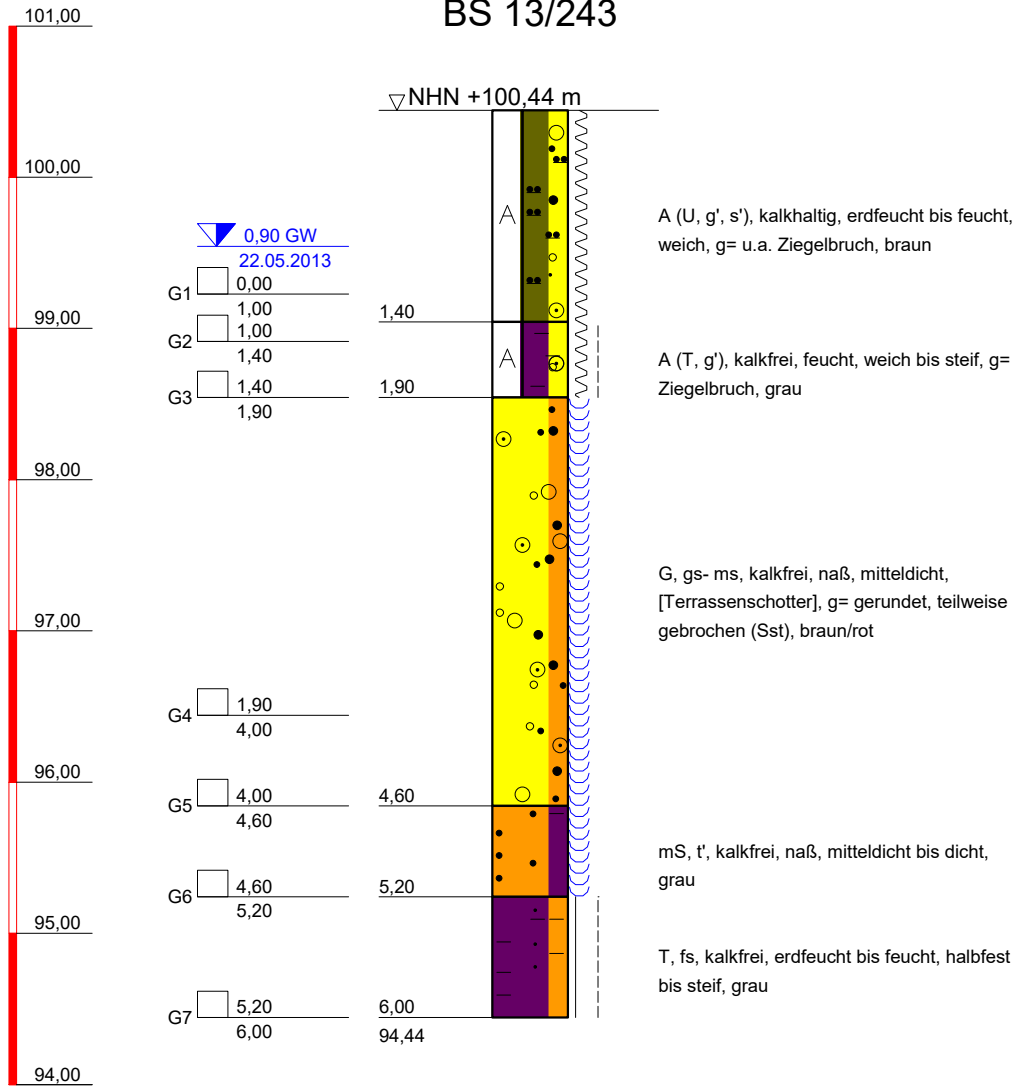 BS 13/243
101,00
NHN +100,44 m
100,00
A (U, g', s'), kalkhaltig, erdfeucht bis feucht,
weich, g= u.a. Ziegelbruch, braun
A
0,90 GW
22.05.2013
G1 0,00
1,00
99,00
1,40
G2 1,00
1,40
A
A (T, g'), kalkfrei, feucht, weich bis steif, g=
Ziegelbruch, grau
G3 1,40
1,90
1,90
98,00
G, gs- ms, kalkfrei, naß, mitteldicht,
[Terrassenschotter], g= gerundet, teilweise
gebrochen (Sst), braun/rot
97,00
G4 1,90
4,00
96,00
G5 4,00
4,60
4,60
mS, t', kalkfrei, naß, mitteldicht bis dicht,
grau
G6 4,60
5,20
5,20
95,00
T, fs, kalkfrei, erdfeucht bis feucht, halbfest
bis steif, grau
G7 5,20
6,00
6,00
94,44
94,00